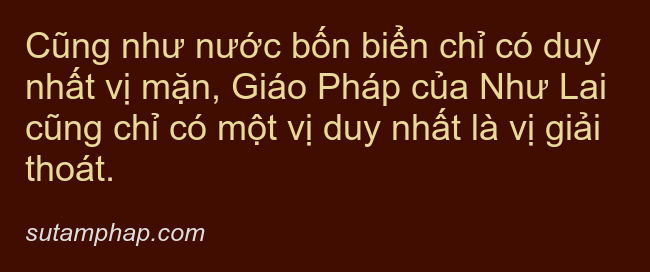 Cũng như nước bốn biển chỉ có duy
nhất vị mặn, Giáo Pháp của Như Lai
cũng chỉ có một vị duy nhất là vị giải
thoát.
sutamphap.com